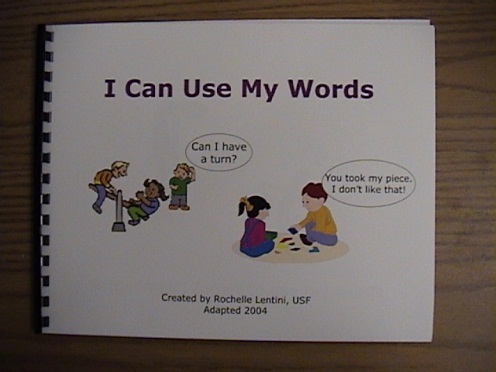 I Can Use My Words
Can I have
a turn?
You took my piece.
I don't like that!
Created by Rochelle Lentini, USF
Adapted 2004